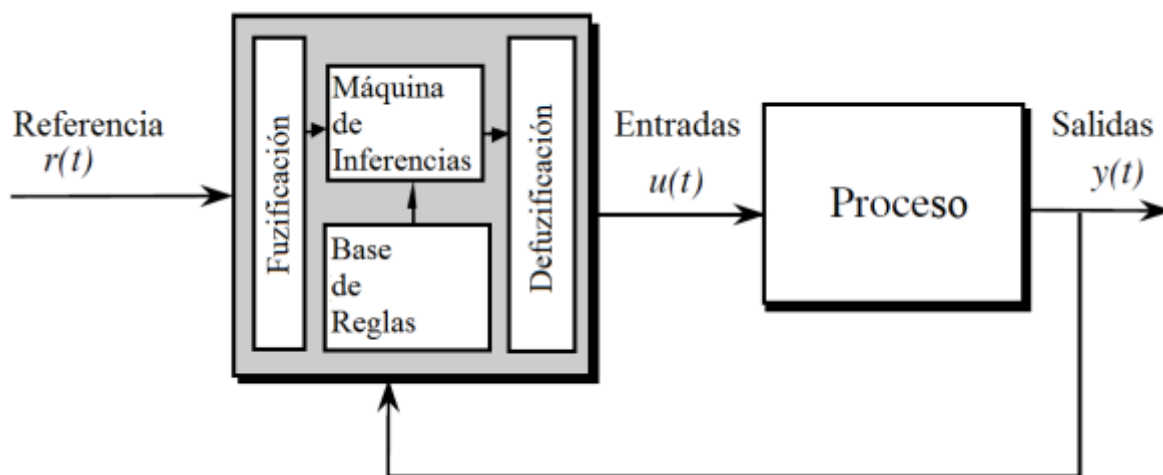 Referencia
r(t)
Fuzificación
Máquina
de
Inferencias
Base
de
Reglas
Defuzificación
Entradas
u(t)
Proceso
Salidas
y(t)